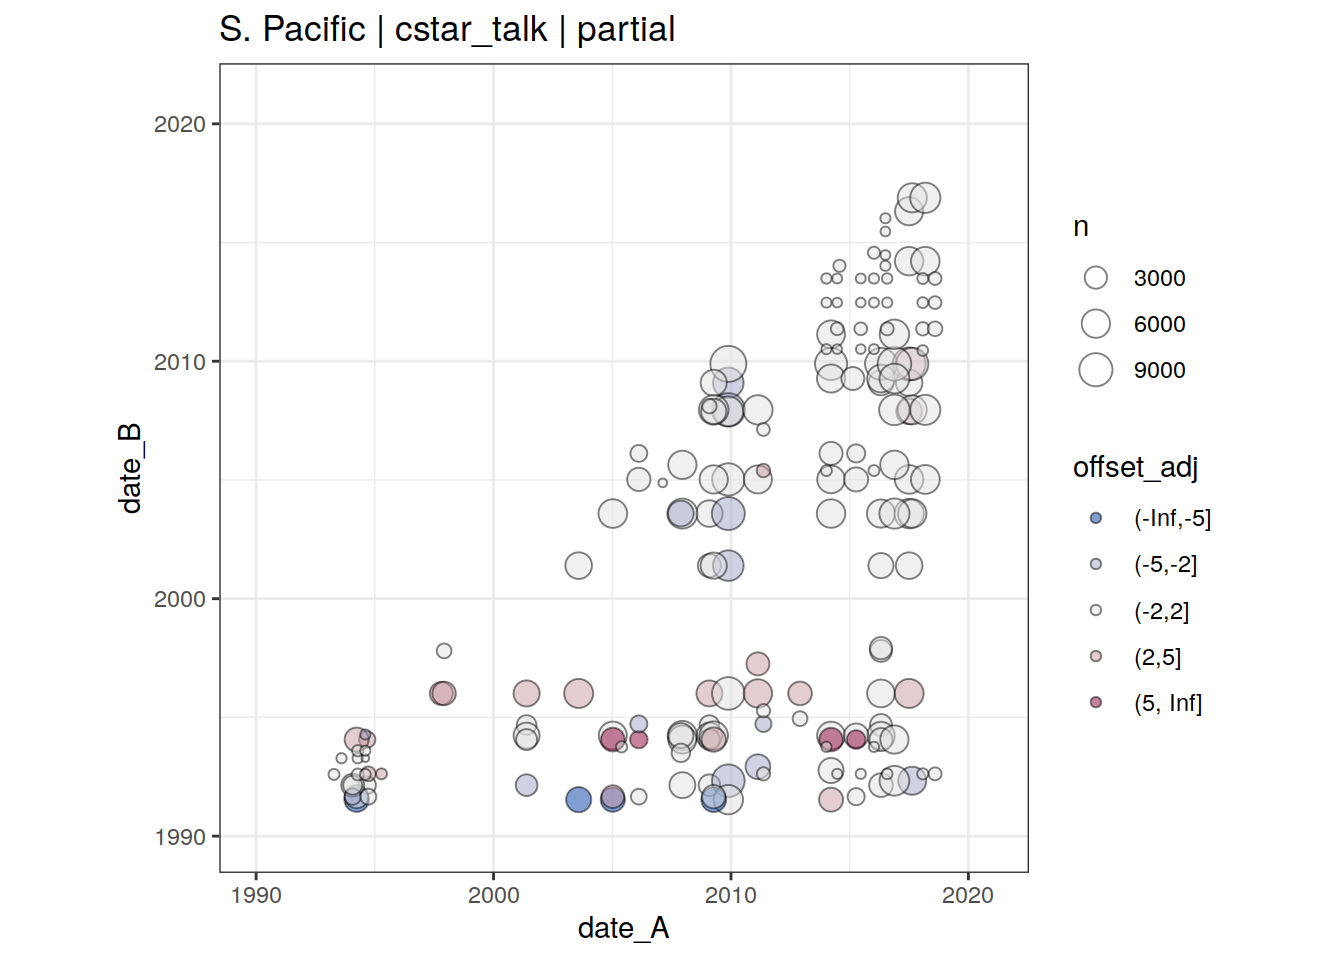 S. Pacific | cstar_talk | partial
2020
2010
2000
1990
date_B
1990
2000
2010
2020
date_A
n
3000
6000
9000
offset_adj
(-Inf,-5]
(-5,-2]
(-2,2]
(2,5]
(5, Inf]